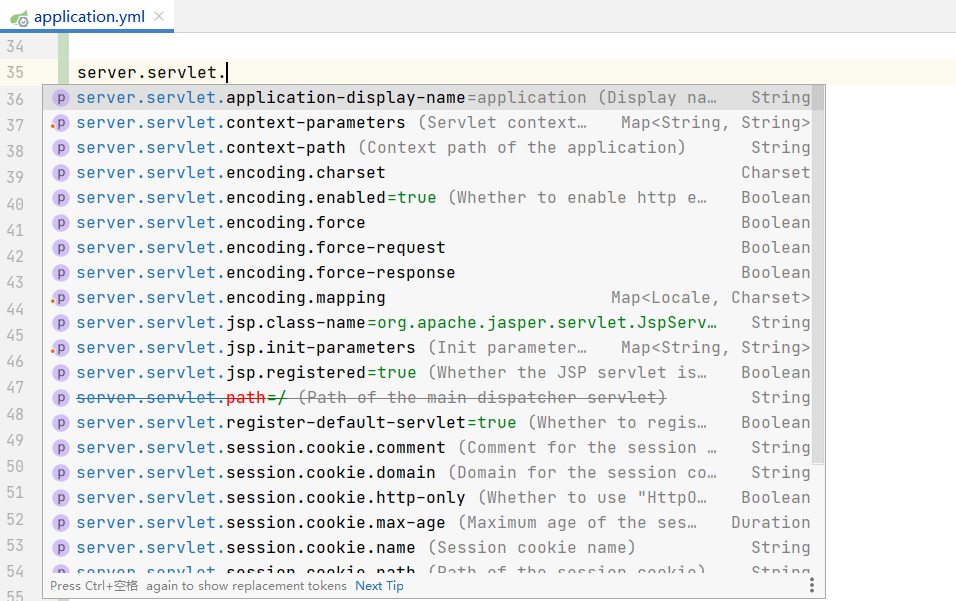 application.yml
34
35 server.servlet.
36
37
38
39
40
41
42
43
44
45
46
47
48
49
50
51
52
53
54
55
p server.servlet.application-display-name=application (Display na… String
p server.servlet.context-parameters (Servlet context… Map<String, String>
p server.servlet.context-path (Context path of the application) String
p server.servlet.encoding.charset Charset
p server.servlet.encoding.enabled=true (Whether to enable http e… Boolean
p server.servlet.encoding.force Boolean
p server.servlet.encoding.force-request Boolean
p server.servlet.encoding.force-response Boolean
p server.servlet.encoding.mapping Map<Locale, Charset>
p server.servlet.jsp.class-name=org.apache.jasper.servlet.JspServ… String
p server.servlet.jsp.init-parameters (Init parameter… Map<String, String>
p server.servlet.jsp.registered=true (Whether the JSP servlet is… Boolean
p server.servlet.path=/ (Path of the main dispatcher servlet) String
p server.servlet.register-default-servlet=true (Whether to regis… Boolean
p server.servlet.session.cookie.comment (Comment for the session … String
p server.servlet.session.cookie.domain (Domain for the session co… String
p server.servlet.session.cookie.http-only (Whether to use "HttpO… Boolean
p server.servlet.session.cookie.max-age (Maximum age of the ses… Duration
p server.servlet.session.cookie.name (Session cookie name) String
p server.servlet.session.cookie.path (Path of the session cookie) String
Press Ctrl+空格 again to show replacement tokens Next Tip